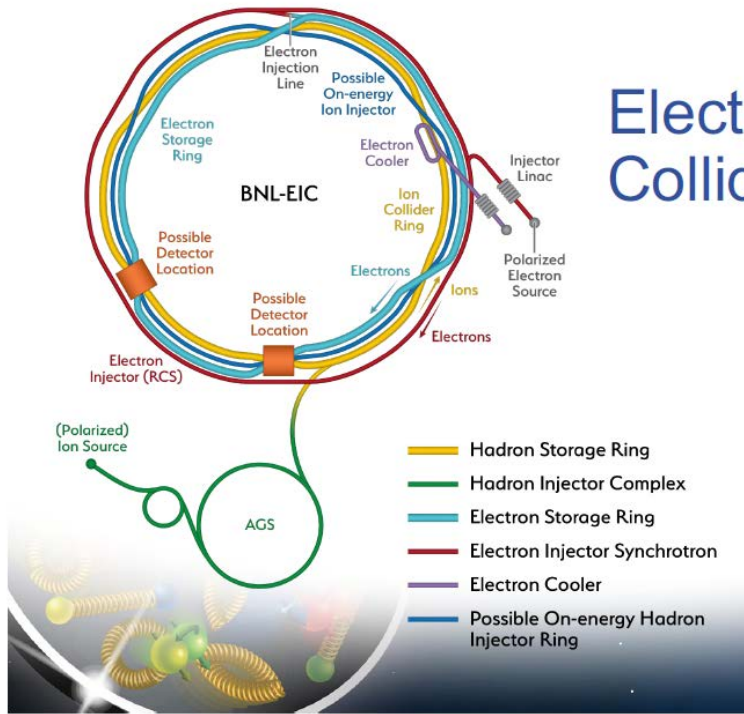 Electron
Injection
Line
Possible
On-energy
Ion Injector
Electron
Storage
Ring
Electron
Cooler
Injector
Linac
BNL-EIC
Ion
Collider
Ring
Polarized
Electron
Source
Possible
Detector
Location
Electrons
Ions
Possible
Detector
Location
Electrons
Electron
Injector (RCS)
(Polarized)
Ion Source
AGS
Elect
Collid
Hadron Storage Ring
Hadron Injector Complex
Electron Storage Ring
Electron Injector Synchrotron
Electron Cooler
Possible On-energy Hadron
Injector Ring